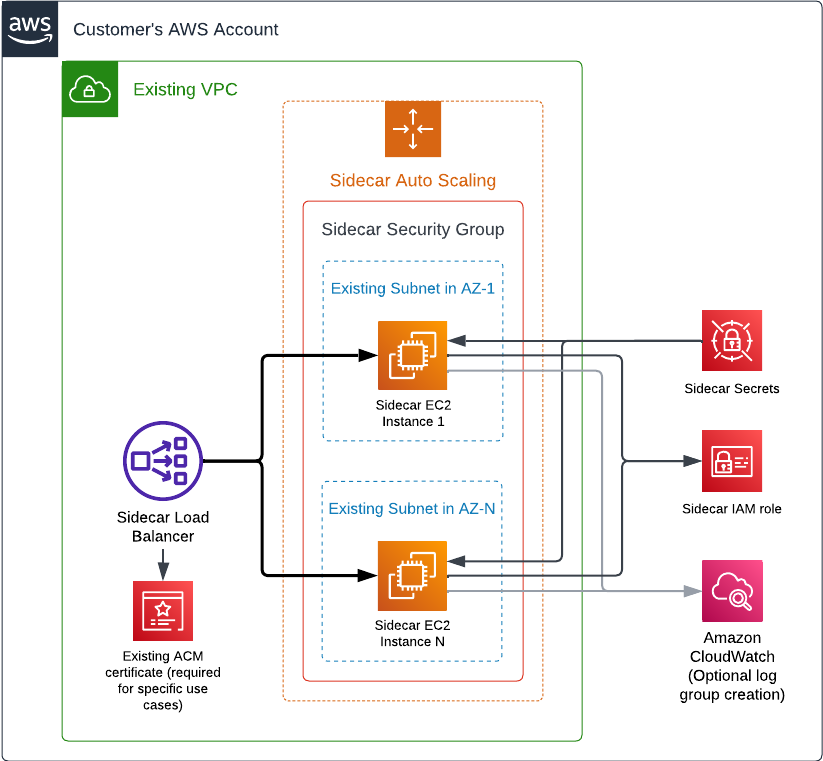 aws
Customer's AWS Account
Existing VPC
Sidecar Auto Scaling
Sidecar Security Group
Existing Subnet in AZ-1
Sidecar EC2
Instance 1
Sidecar Secrets
Sidecar Load
Balancer
Existing Subnet in AZ-N
Sidecar IAM role
Sidecar EC2
Instance N
Existing ACM
certificate (required
for specific use
cases)
Amazon
CloudWatch
(Optional log
group creation)